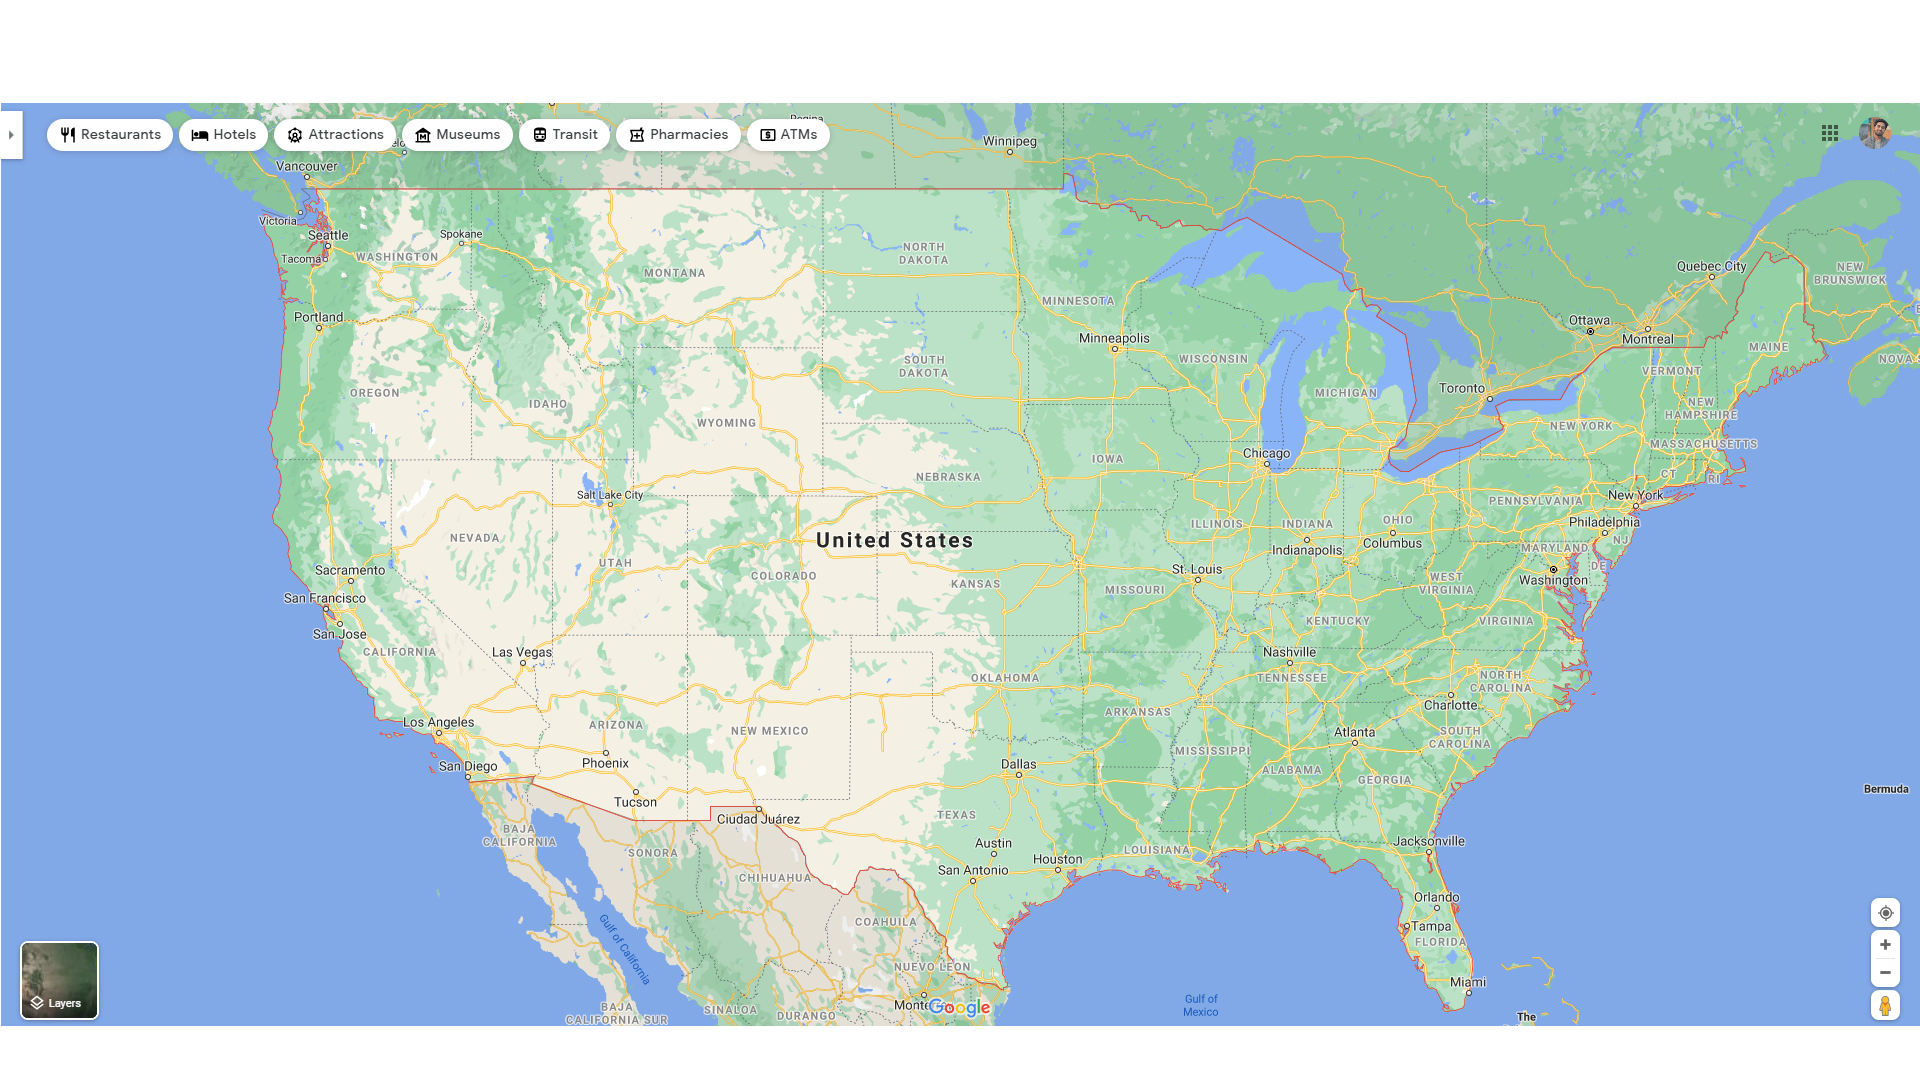 Restaurants
Hotels
Attractions
Museums
Transit
Pharmacies
ATMs
Regina
Winnipeg
Vancouver
Victoria
Seattle
Tacoma
Spokane
WASHINGTON
MONTANA
NORTH
DAKOTA
MINNESOTA
Quebec City
NEW
BRUNSWICK
Portland
Minneapolis
Ottawa
Montreal
MAINE
NOVA
OREGON
IDAHO
WYOMING
SOUTH
DAKOTA
WISCONSIN
MICHIGAN
Toronto
VERMONT
NEW
HAMPSHIRE
NEW YORK
MASSACHUSETTS
CT
RI
Chicago
IOWA
NEBRASKA
Salt Lake City
PENNSYLVANIA
New York
Philadelphia
NJ
NEVADA
UTAH
United States
COLORADO
KANSAS
ILLINOIS
INDIANA
OHIO
Indianapolis
Columbus
MARYLAND
DE
Washington
Sacramento
San Francisco
San Jose
CALIFORNIA
St. Louis
MISSOURI
WEST
VIRGINIA
KENTUCKY
VIRGINIA
Las Vegas
Nashville
TENNESSEE
NORTH
CAROLINA
Charlotte
OKLAHOMA
ARKANSAS
Los Angeles
ARIZONA
NEW MEXICO
San Diego
Phoenix
Tucson
Dallas
MISSISSIPPI
ALABAMA
Atlanta
GEORGIA
SOUTH
CAROLINA
Bermuda
Ciudad Juárez
TEXAS
BAJA
CALIFORNIA
SONORA
CHIHUAHUA
Austin
San Antonio
Houston
LOUISIANA
Jacksonville
Orlando
Tampa
FLORIDA
Miami
COAHUILA
Gulf of California
NUEVO LEON
Gulf of
Mexico
BAJA
CALIFORNIA SUR
SINALOA
DURANGO
Google
The
Layers